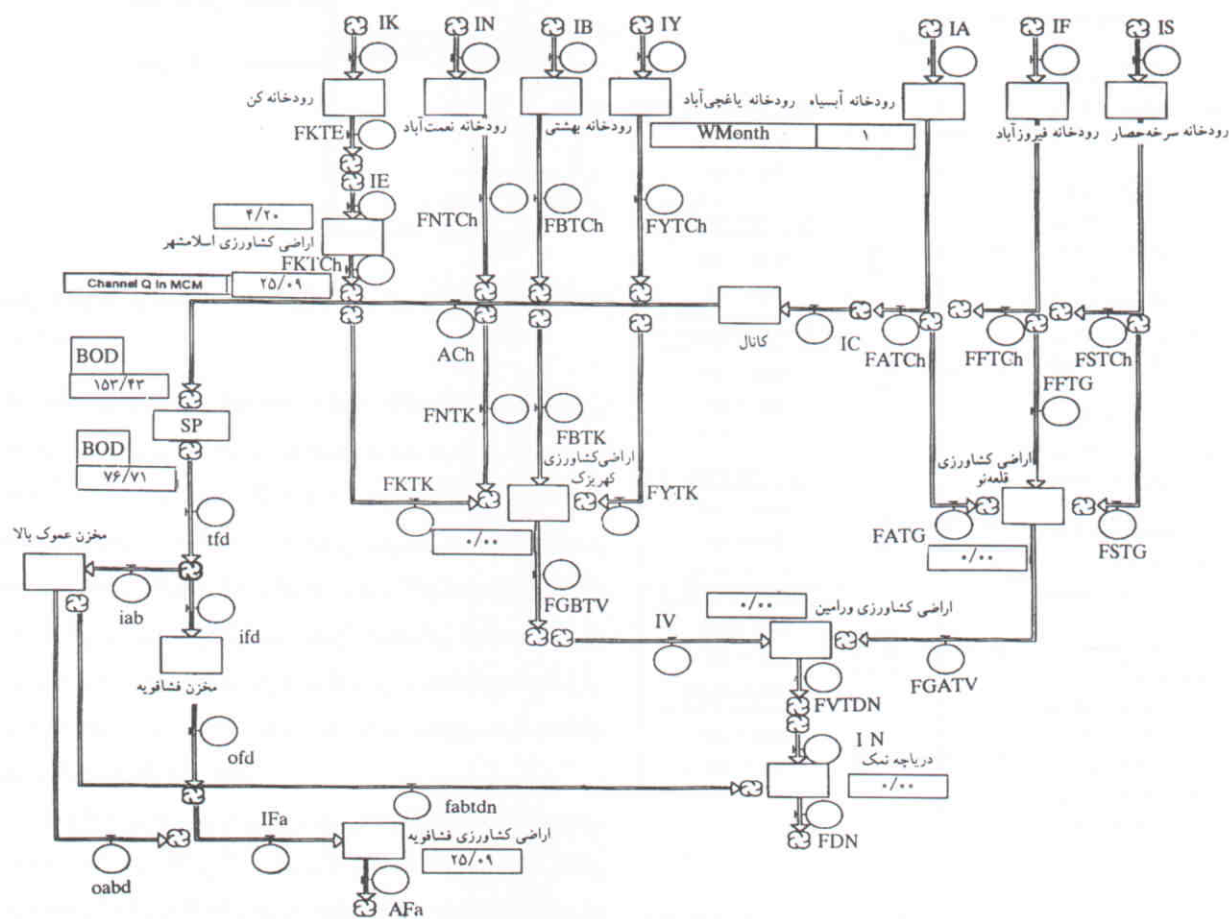 IK
IN
IB
IY
IA
IF
IS
رودخانه کن
رودخانه نعمت‌آباد
رودخانه بهشتی
رودخانه یاغچی‌آباد
رودخانه آبسیاه
رودخانه فیروزآباد
رودخانه سرخه‌حصار
WMonth
۱
FKTE
IE
۴/۲۰
اراضی کشاورزی اسلامشهر
FNTCh
FBTCh
FYTCh
FKTCh
Channel Q In MCM
۲۵/۰۹
ACh
کانال
IC
FATCh
FFTCh
FSTCh
BOD
۱۵۳/۴۳
FFTG
SP
FNTK
FBTK
BOD
۷۶/۷۱
اراضی‌کشاورزی
کهریزک
اراضی کشاورزی
قلعه‌نو
FKTK
FYTK
tfd
۰/۰۰
FATG
۰/۰۰
FSTG
مخزن عموک بالا
iab
ifd
FGBTV
۰/۰۰
اراضی کشاورزی ورامین
IV
FGATV
مخزن فشافویه
FVTDN
ofd
I N
دریاچه نمک
۰/۰۰
fabtdn
IFa
اراضی کشاورزی فشافویه
۲۵/۰۹
FDN
oabd
AFa